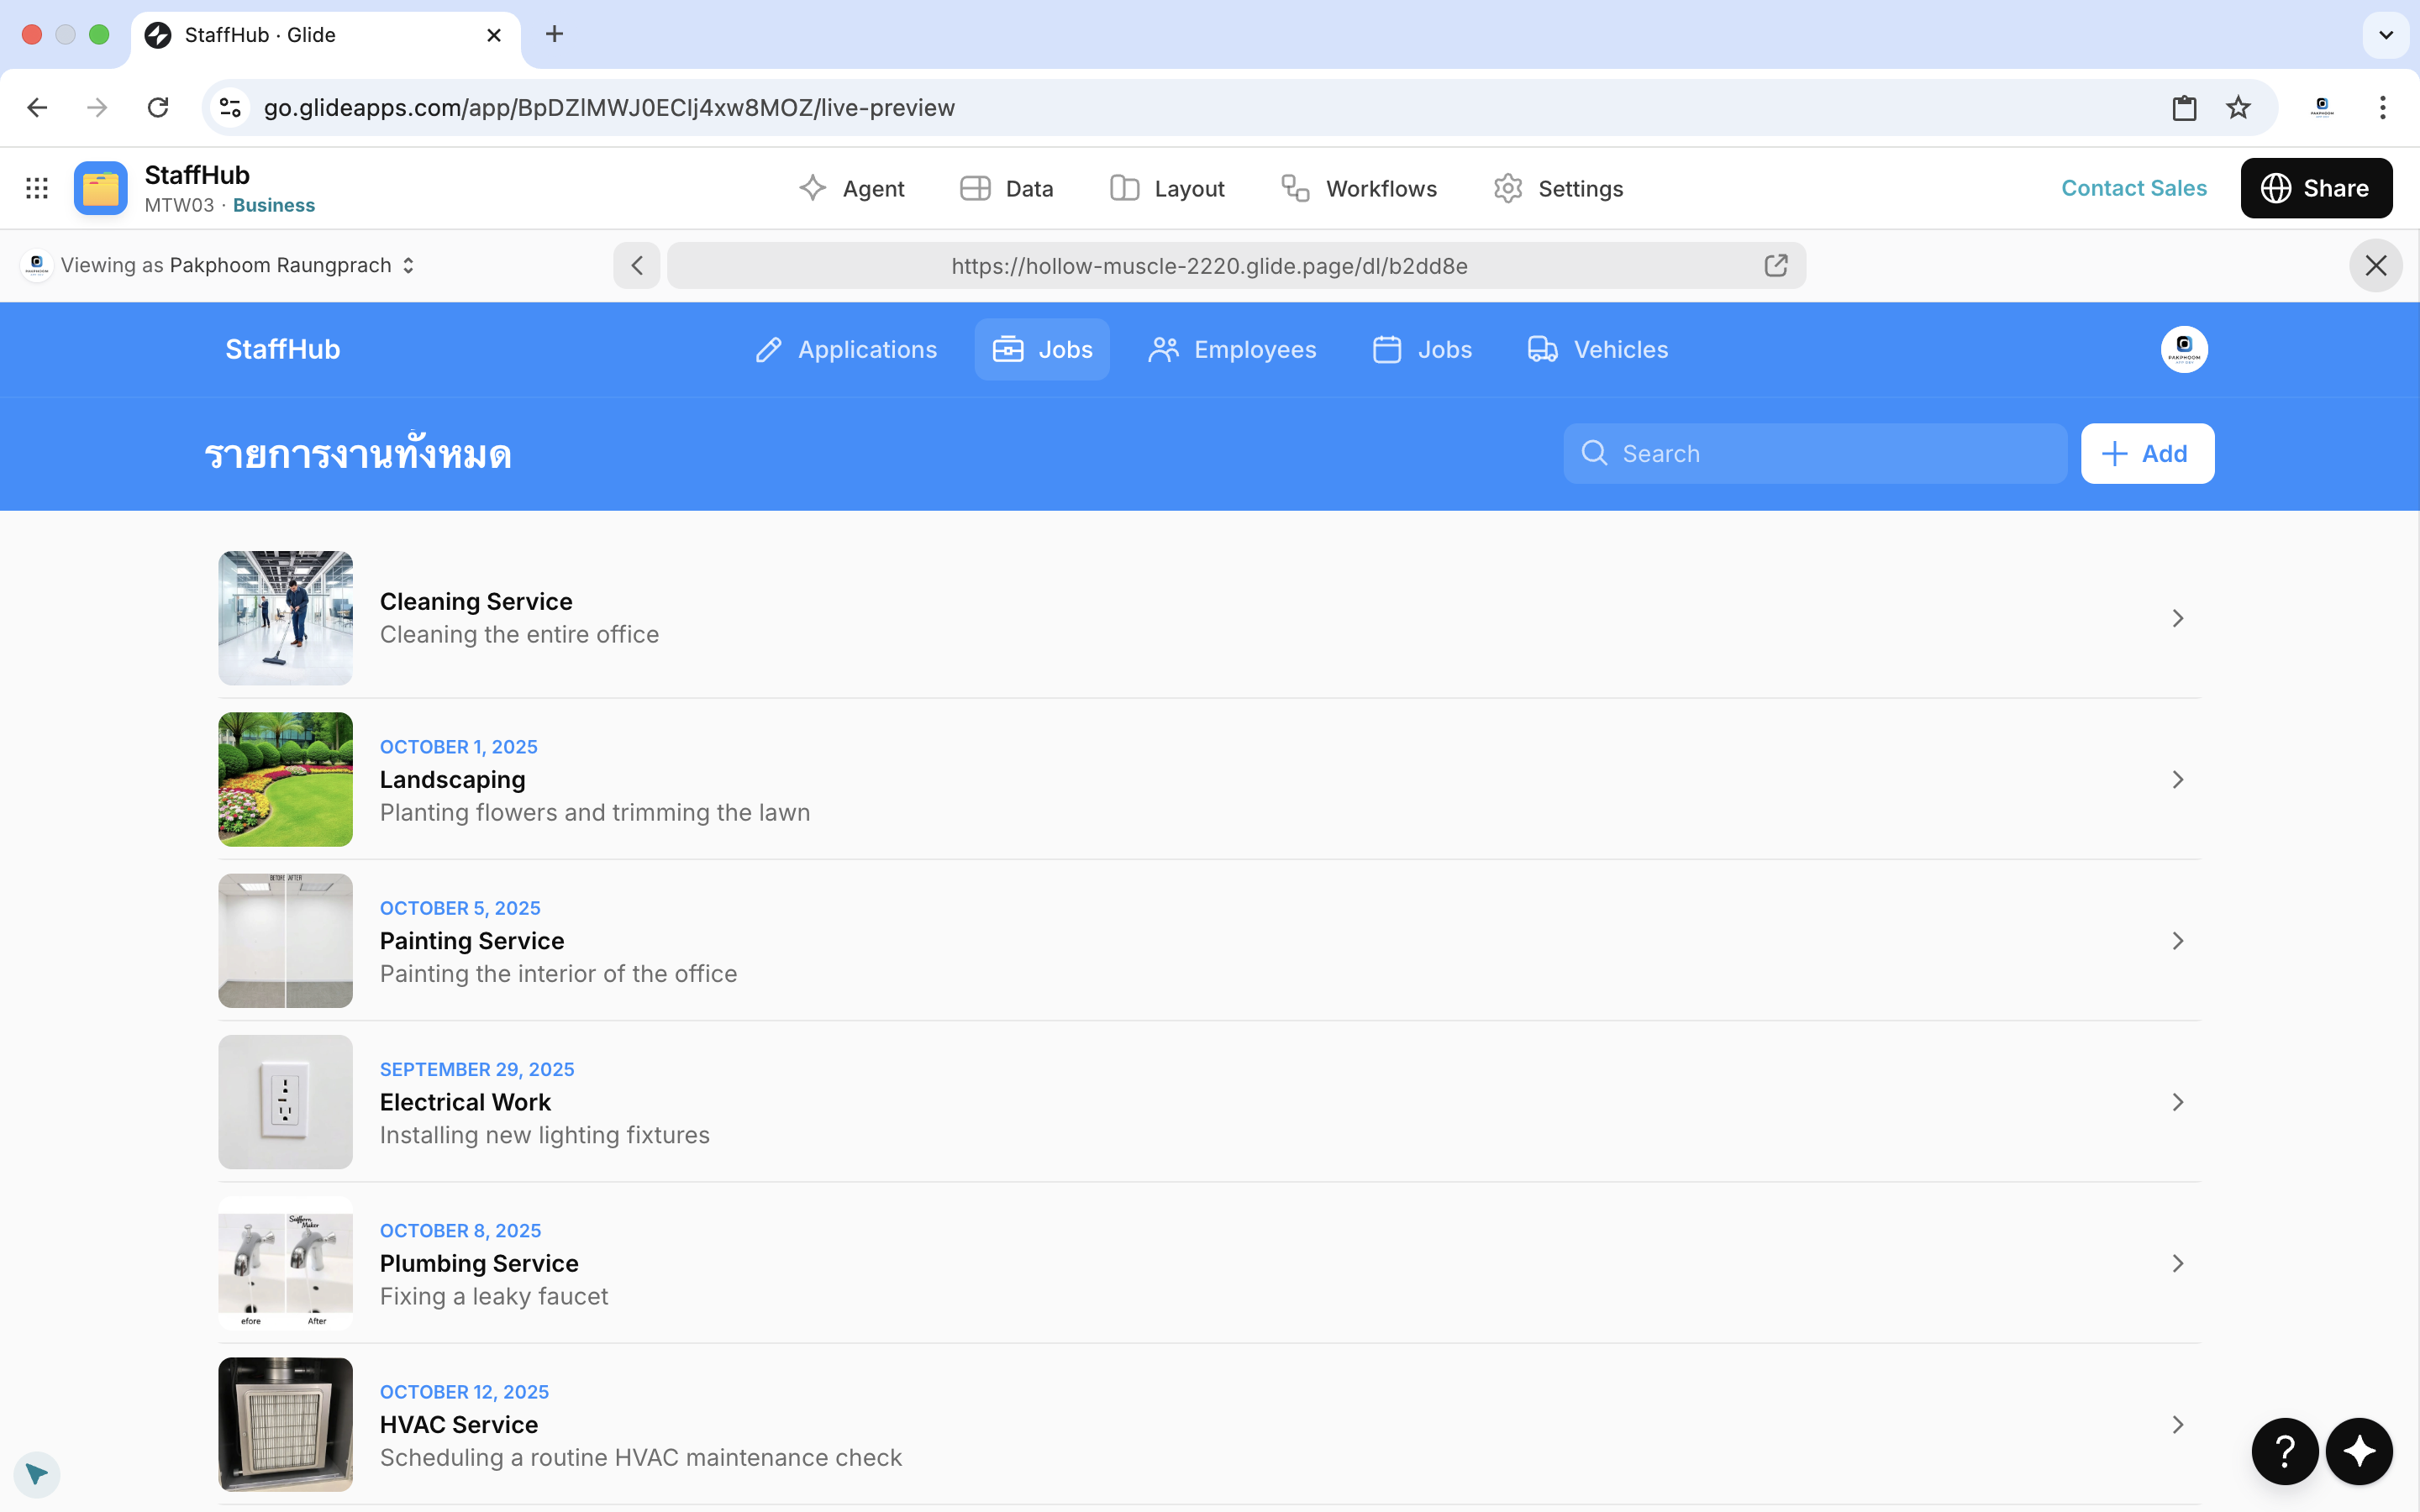 StaffHub · Glide
go.glideapps.com/app/BpDZlMWJ0EClj4xw8MOZ/live-preview
StaffHub
MTW03 · Business
Agent
Data
Layout
Workflows
Settings
Contact Sales
Share
Viewing as Pakphoom Raungprach
https://hollow-muscle-2220.glide.page/dl/b2dd8e
StaffHub
Applications
Jobs
Employees
Jobs
Vehicles
รายการงานทั้งหมด
Search
Add
Cleaning Service
Cleaning the entire office
OCTOBER 1, 2025
Landscaping
Planting flowers and trimming the lawn
OCTOBER 5, 2025
Painting Service
Painting the interior of the office
SEPTEMBER 29, 2025
Electrical Work
Installing new lighting fixtures
OCTOBER 8, 2025
Plumbing Service
Fixing a leaky faucet
efore
After
OCTOBER 12, 2025
HVAC Service
Scheduling a routine HVAC maintenance check